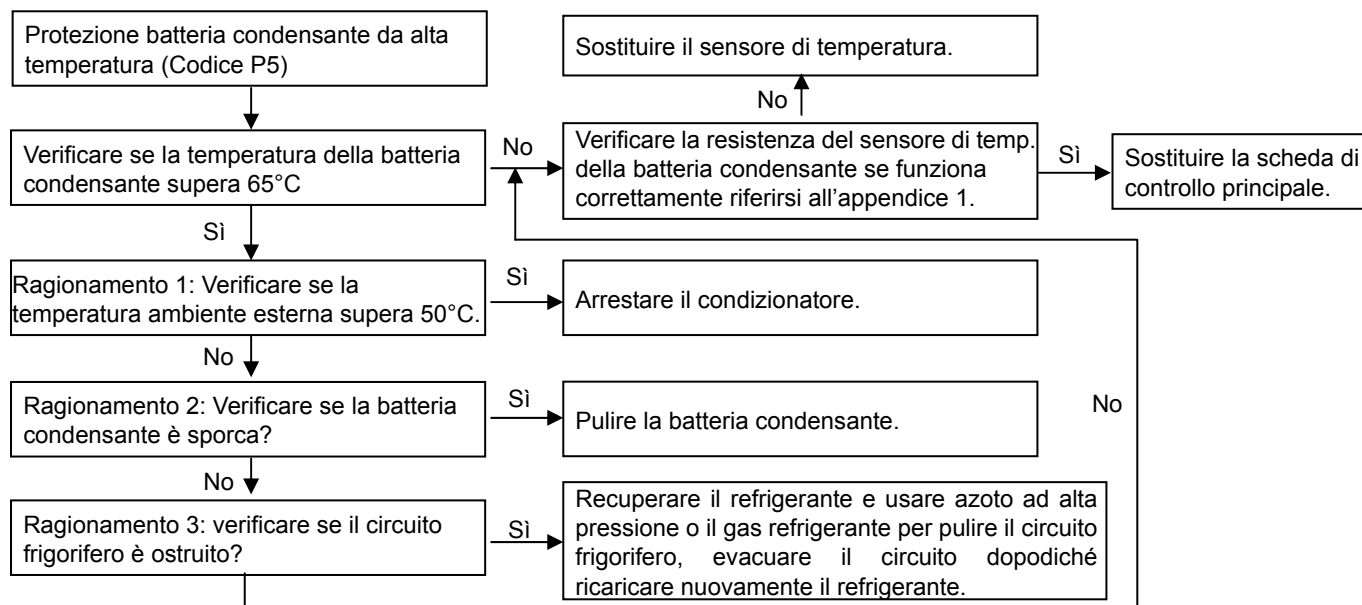 Protezione batteria condensante da alta
temperatura (Codice P5)
Sostituire il sensore di temperatura.
No
Verificare se la temperatura della batteria
condensante supera 65°C
No
Verificare la resistenza del sensore di temp.
della batteria condensante se funziona
correttamente riferirsi all’appendice 1.
Sì
Sostituire la scheda di
controllo principale.
Sì
Ragionamento 1: Verificare se la
temperatura ambiente esterna supera 50°C.
Sì
Arrestare il condizionatore.
No
Ragionamento 2: Verificare se la batteria
condensante è sporca?
Sì
Pulire la batteria condensante.
No
No
Ragionamento 3: verificare se il circuito
frigorifero è ostruito?
Sì
Recuperare il refrigerante e usare azoto ad alta
pressione o il gas refrigerante per pulire il circuito
frigorifero, evacuare il circuito dopodiché
ricaricare nuovamente il refrigerante.